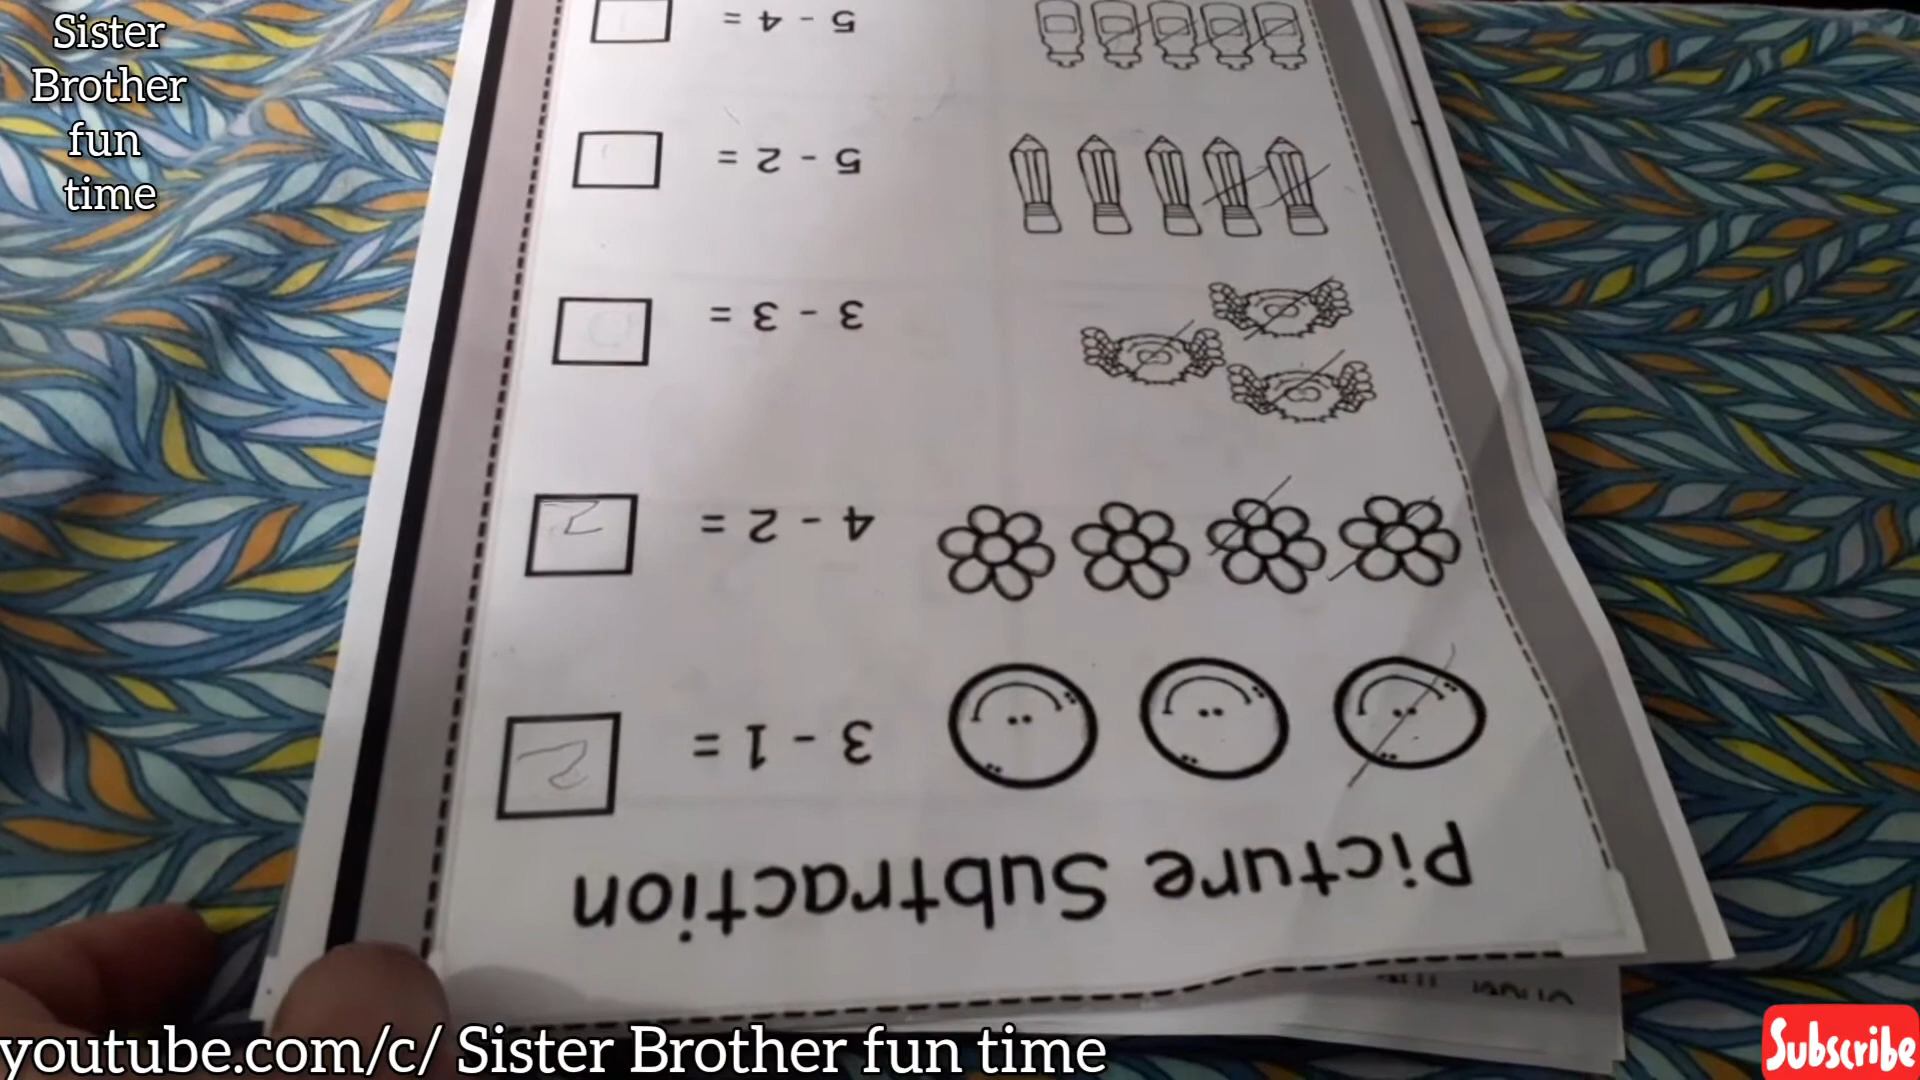 Sister
Brother
fun
time
Picture Subtraction
3 - 1 = 2
4 - 2 = 2
3 - 3 =
5 - 2 =
5 - 4 =
youtube.com/c/ Sister Brother fun time
Subscribe